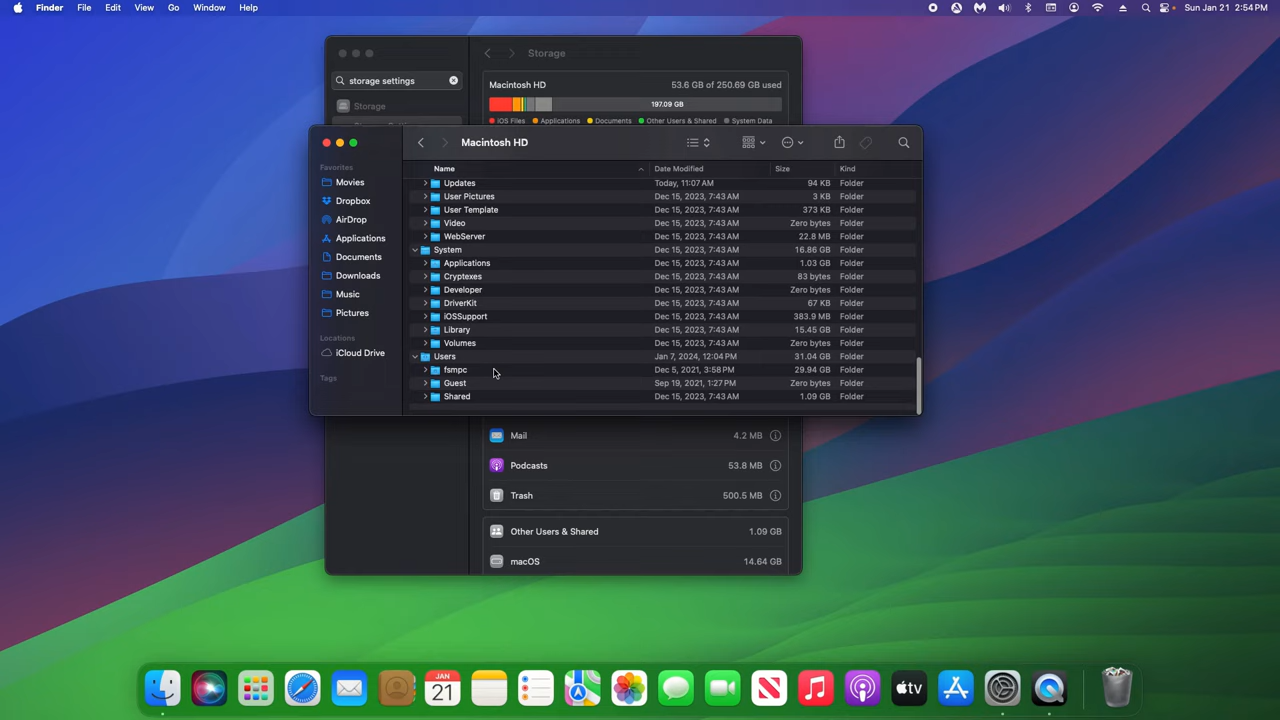 Finder File Edit View Go Window Help Sun Jan 21 2:54 PM
storage settings
Storage
Storage
Macintosh HD 53.6 GB of 250.69 GB used
197.09 GB
iOS Files Applications Documents Other Users & Shared System Data
Macintosh HD
Favorites
Movies
Dropbox
AirDrop
Applications
Documents
Downloads
Music
Pictures
Locations
iCloud Drive
Tags
Name Date Modified Size Kind
Updates Today, 11:07 AM 94 KB Folder
User Pictures Dec 15, 2023, 7:43 AM 3 KB Folder
User Template Dec 15, 2023, 7:43 AM 373 KB Folder
Video Dec 15, 2023, 7:43 AM Zero bytes Folder
WebServer Dec 15, 2023, 7:43 AM 22.8 MB Folder
System Dec 15, 2023, 7:43 AM 16.86 GB Folder
Applications Dec 15, 2023, 7:43 AM 1.03 GB Folder
Cryptexes Dec 15, 2023, 7:43 AM 83 bytes Folder
Developer Dec 15, 2023, 7:43 AM Zero bytes Folder
DriverKit Dec 15, 2023, 7:43 AM 67 KB Folder
iOSSupport Dec 15, 2023, 7:43 AM 383.9 MB Folder
Library Dec 15, 2023, 7:43 AM 15.45 GB Folder
Volumes Dec 15, 2023, 7:43 AM Zero bytes Folder
Users Jan 7, 2024, 12:04 PM 31.04 GB Folder
fsmpc Dec 5, 2021, 3:58 PM 29.94 GB Folder
Guest Sep 19, 2021, 1:27 PM Zero bytes Folder
Shared Dec 15, 2023, 7:43 AM 1.09 GB Folder
Mail 4.2 MB
Podcasts 53.8 MB
Trash 500.5 MB
Other Users & Shared 1.09 GB
macOS 14.64 GB
JAN
21
tv